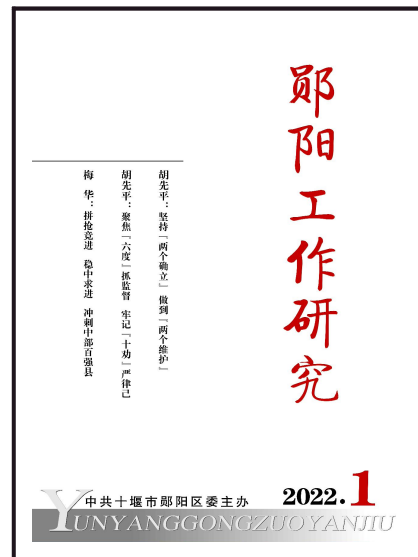 郧阳工作研究
胡先平：坚持「两个确立」 做到「两个维护」
胡先平：聚焦「六度」抓监督 牢记「十劝」严律己
梅 华：拼抢竞进 稳中求进 冲刺中部百强县
中共十堰市郧阳区委主办
2022.1
YUNYANGGONGZUOYANJIU